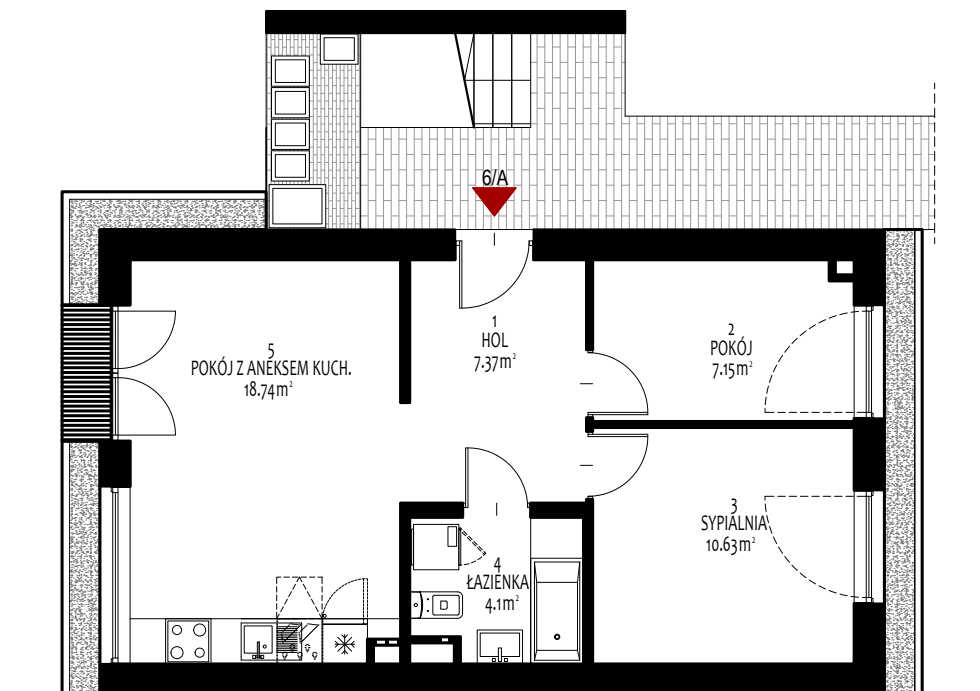 6/A
1
HOL
7.37m²
2
POKÓJ
7.15m²
5
POKÓJ Z ANEKSEM KUCH.
18.74m²
3
SYPIALNIA
10.63m²
4
ŁAZIENKA
4.1m²